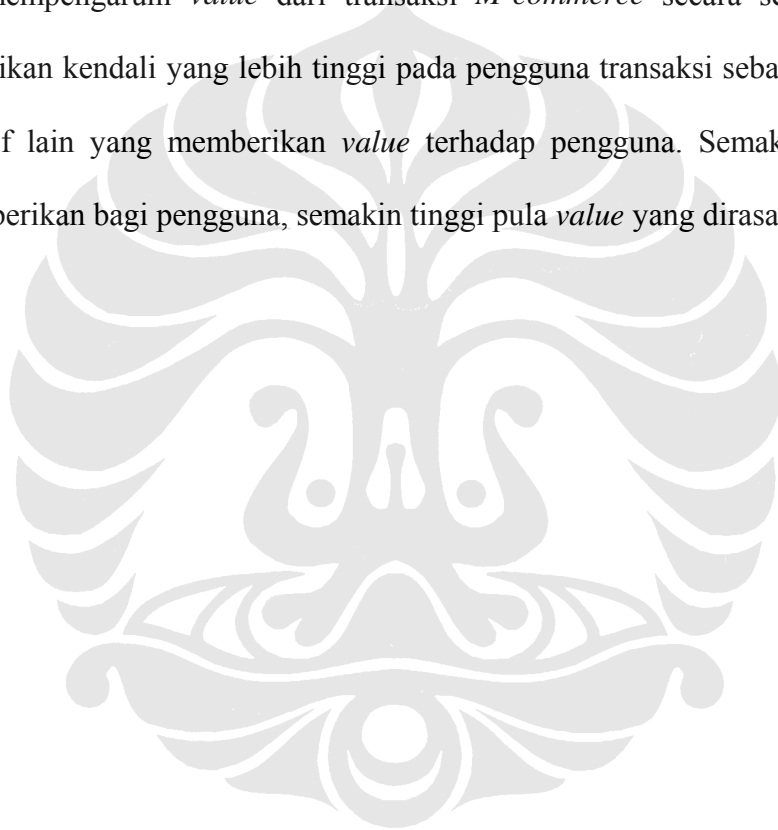 mempengaruhi value dari transaksi M-commerce secara se
ikan kendali yang lebih tinggi pada pengguna transaksi seba
f lain yang memberikan value terhadap pengguna. Semak
perikan bagi pengguna, semakin tinggi pula value yang dirasa